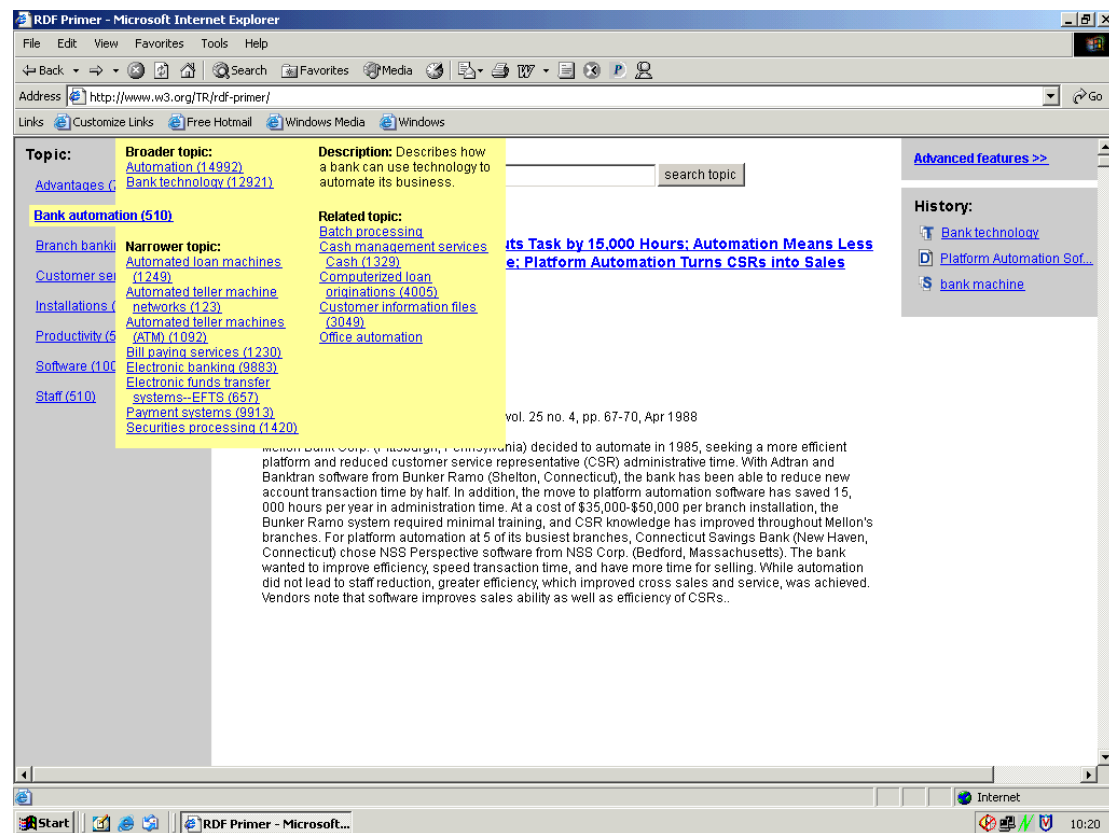 RDF Primer - Microsoft Internet Explorer
File Edit View Favorites Tools Help
Back Search Favorites Media
Address http://www.w3.org/TR/rdf-primer/ Go
Links Customize Links Free Hotmail Windows Media Windows
Topic:
Advantages (
Bank automation (510)
Branch banki
Customer ser
Installations (
Productivity (5
Software (100
Staff (510)
Broader topic:
Automation (14992)
Bank technology (12921)
Narrower topic:
Automated loan machines
(1249)
Automated teller machine
networks (123)
Automated teller machines
(ATM) (1092)
Bill paying services (1230)
Electronic banking (9883)
Electronic funds transfer
systems--EFTS (657)
Payment systems (9913)
Securities processing (1420)
Description: Describes how
a bank can use technology to
automate its business.
Related topic:
Batch processing
Cash management services
Cash (1329)
Computerized loan
originations (4005)
Customer information files
(3049)
Office automation
search topic
uts Task by 15,000 Hours; Automation Means Less
e; Platform Automation Turns CSRs into Sales
vol. 25 no. 4, pp. 67-70, Apr 1988
Mellon Bank Corp. (Pittsburgh, Pennsylvania) decided to automate in 1985, seeking a more efficient
platform and reduced customer service representative (CSR) administrative time. With Adtran and
Banktran software from Bunker Ramo (Shelton, Connecticut), the bank has been able to reduce new
account transaction time by half. In addition, the move to platform automation software has saved 15,
000 hours per year in administration time. At a cost of $35,000-$50,000 per branch installation, the
Bunker Ramo system required minimal training, and CSR knowledge has improved throughout Mellon's
branches. For platform automation at 5 of its busiest branches, Connecticut Savings Bank (New Haven,
Connecticut) chose NSS Perspective software from NSS Corp. (Bedford, Massachusetts). The bank
wanted to improve efficiency, speed transaction time, and have more time for selling. While automation
did not lead to staff reduction, greater efficiency, which improved cross sales and service, was achieved.
Vendors note that software improves sales ability as well as efficiency of CSRs..
Advanced features >>
History:
T Bank technology
D Platform Automation Sof...
S bank machine
Internet
Start RDF Primer - Microsoft... 10:20